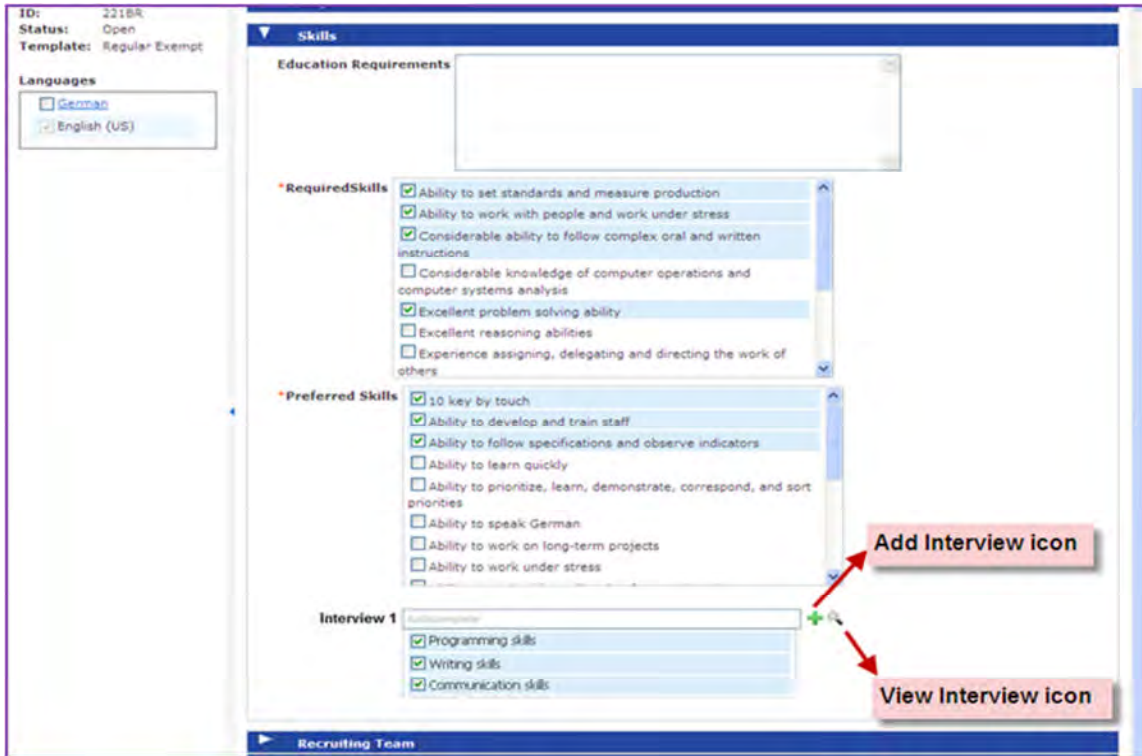 ID: 221BR
Status: Open
Template: Regular Exempt
Languages
German
English (US)
Skills
Education Requirements
*RequiredSkills
Ability to set standards and measure production
Ability to work with people and work under stress
Considerable ability to follow complex oral and written
instructions
Considerable knowledge of computer operations and
computer systems analysis
Excellent problem solving ability
Excellent reasoning abilities
Experience assigning, delegating and directing the work of
others
*Preferred Skills
10 key by touch
Ability to develop and train staff
Ability to follow specifications and observe indicators
Ability to learn quickly
Ability to prioritize, learn, demonstrate, correspond, and sort
priorities
Ability to speak German
Ability to work on long-term projects
Ability to work under stress
Add Interview icon
Interview 1
Programming skills
Writing skills
Communication skills
View Interview icon
Recruiting Team